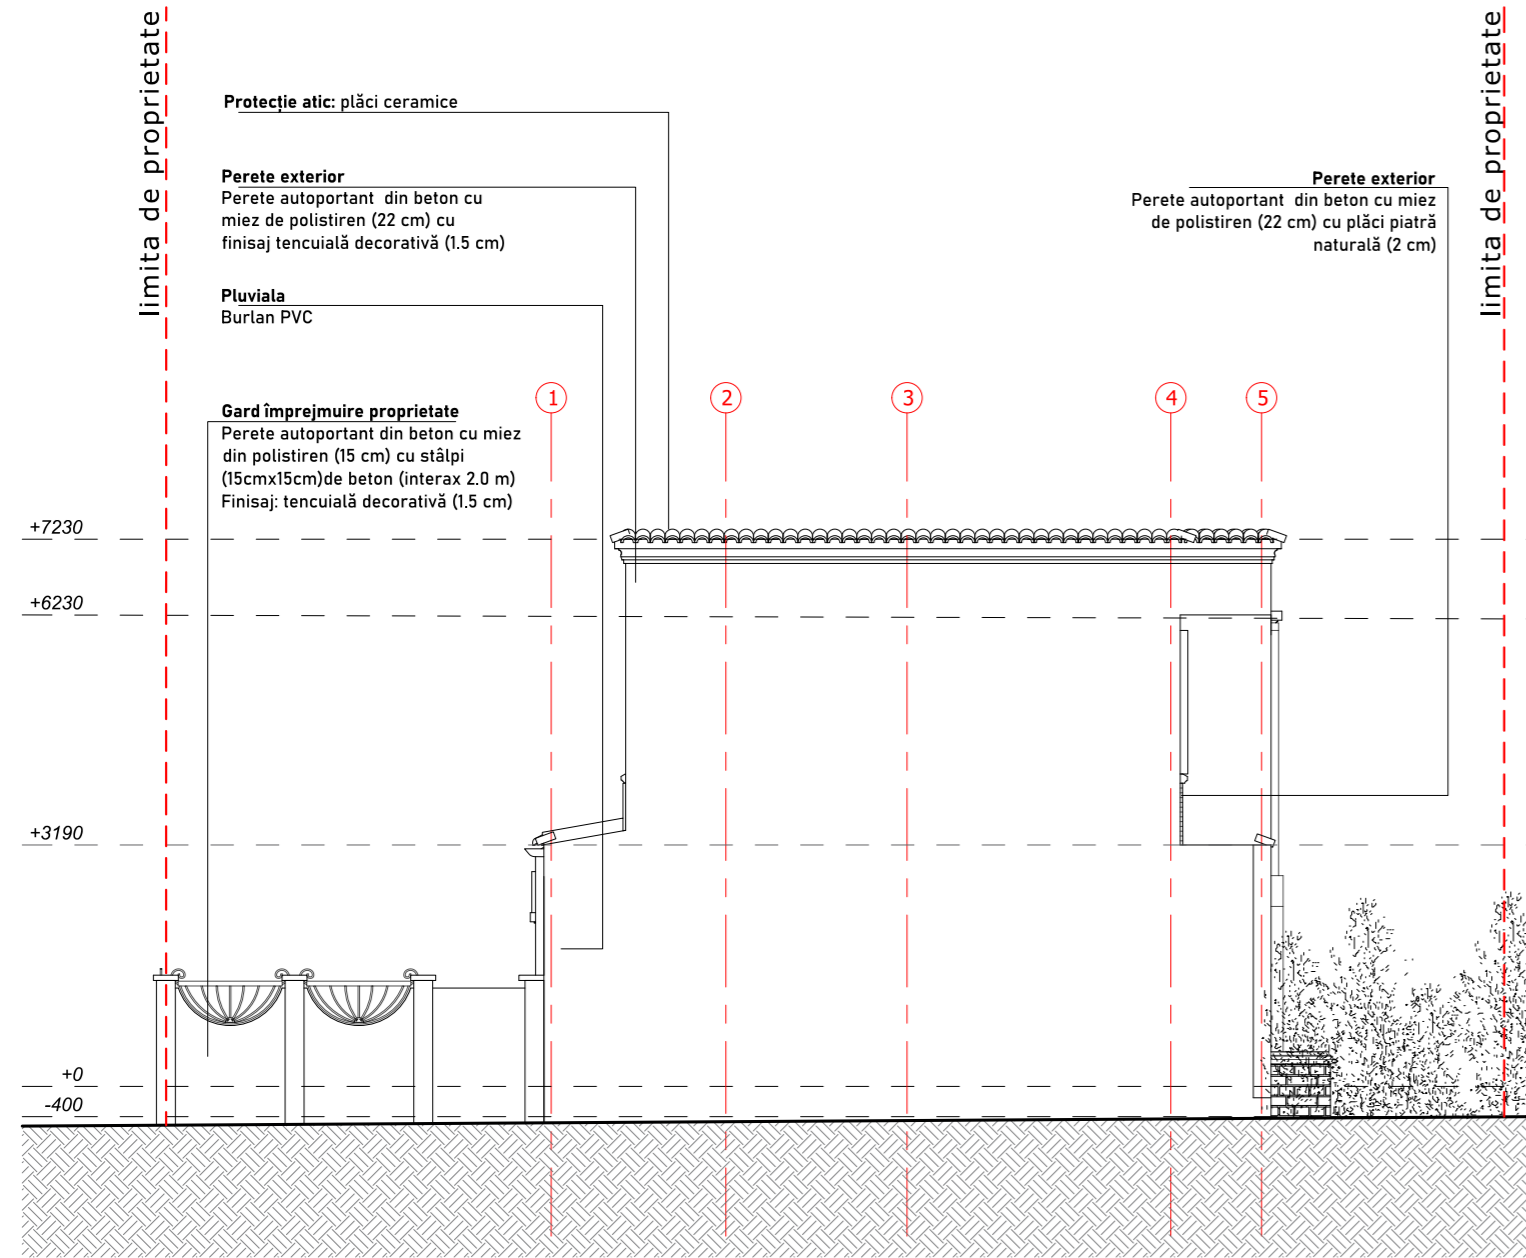 limita de proprietate
limita de proprietate
Protecție atic: plăci ceramice
Perete exterior
Perete autoportant din beton cu
miez de polistiren (22 cm) cu
finisaj tencuială decorativă (1.5 cm)
Perete exterior
Perete autoportant din beton cu miez
de polistiren (22 cm) cu plăci piatră
naturală (2 cm)
Pluviala
Burlan PVC
Gard împrejmuire proprietate
Perete autoportant din beton cu miez
din polistiren (15 cm) cu stâlpi
(15cmx15cm)de beton (interax 2.0 m)
Finisaj: tencuială decorativă (1.5 cm)
1
2
3
4
5
+7230
+6230
+3190
+0
-400